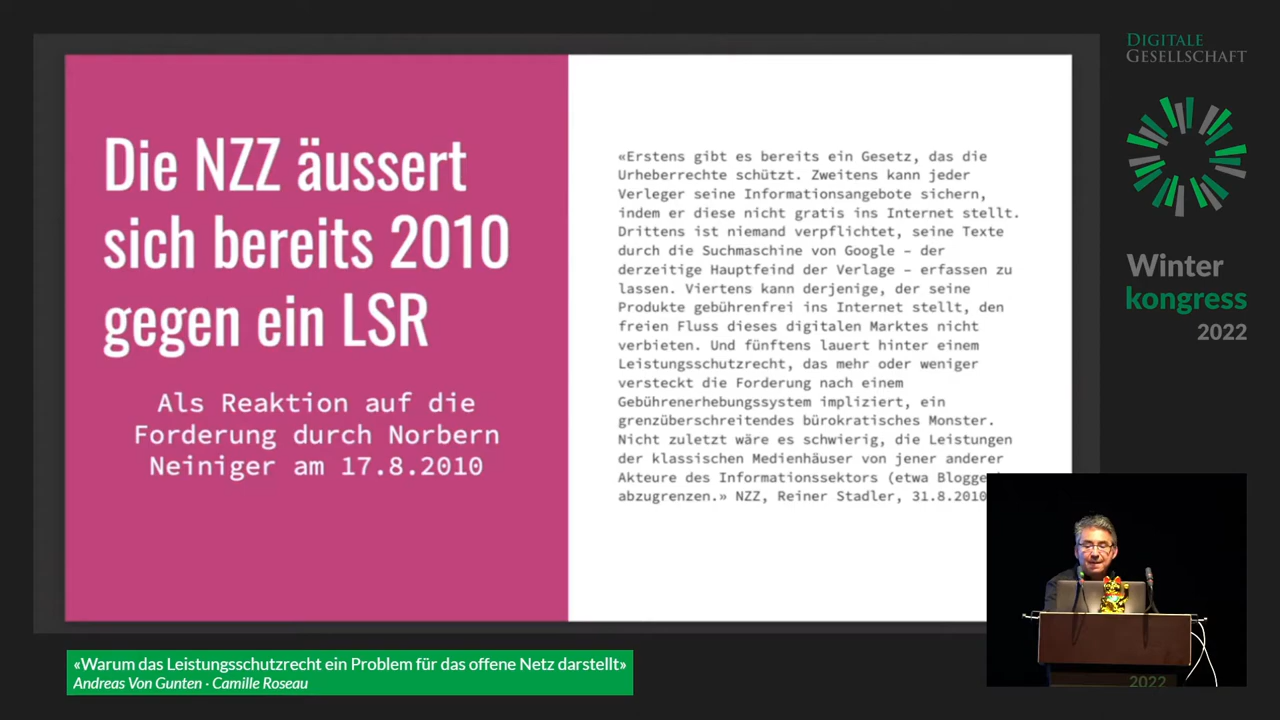 Die NZZ äussert
sich bereits 2010
gegen ein LSR
Als Reaktion auf die
Forderung durch Norbern
Neiniger am 17.8.2010
«Erstens gibt es bereits ein Gesetz, das die
Urheberrechte schützt. Zweitens kann jeder
Verleger seine Informationsangebote sichern,
indem er diese nicht gratis ins Internet stellt.
Drittens ist niemand verpflichtet, seine Texte
durch die Suchmaschine von Google – der
derzeitige Hauptfeind der Verlage – erfassen zu
lassen. Viertens kann derjenige, der seine
Produkte gebührenfrei ins Internet stellt, den
freien Fluss dieses digitalen Marktes nicht
verbieten. Und fünftens lauert hinter einem
Leistungsschutzrecht, das mehr oder weniger
versteckt die Forderung nach einem
Gebührenerhebungssystem impliziert, ein
grenzüberschreitendes bürokratisches Monster.
Nicht zuletzt wäre es schwierig, die Leistungen
der klassischen Medienhäuser von jener anderer
Akteure des Informationssektors (etwa
abzugrenzen.» NZZ, Reiner Stadler, 31.8.2010
DIGITALE
GESELLSCHAFT
Winter
kongress
2022
«Warum das Leistungsschutzrecht ein Problem für das offene Netz darstellt»
Andreas Von Gunten · Camille Roseau
2022